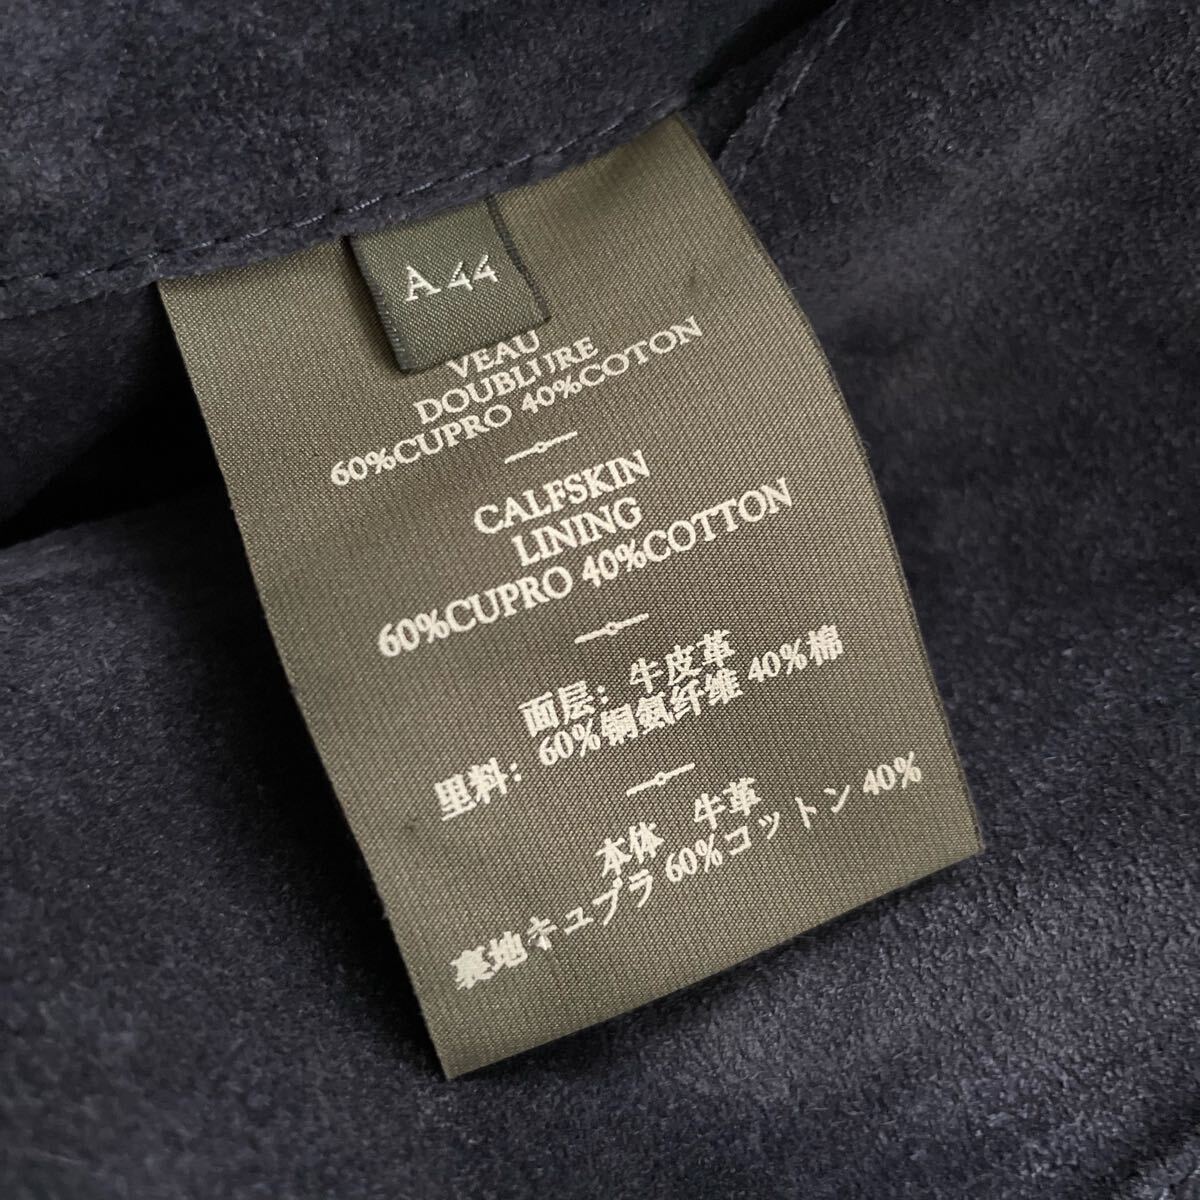 A 44
VEAU
DOUBLURE
60%CUPRO 40%COTON
CALFSKIN
LINING
60%CUPRO 40%COTTON
面层：牛皮革
里料：60%铜氨纤维 40%棉
本体 牛革
裏地キュプラ 60%コットン 40%